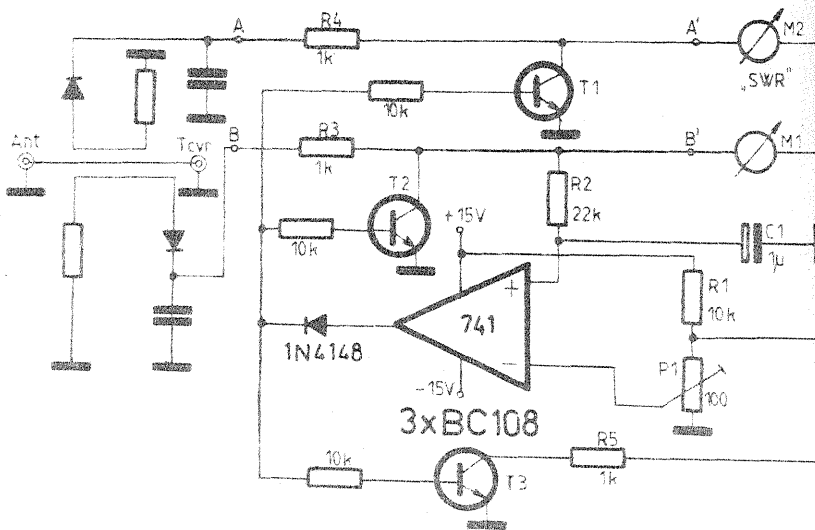 R4
A
1k
A'
M2
„SWR"
10k
T1
Ant
Tcvr
B
R3
1k
B'
M1
T2
R2
22k
+15V
10k
C1
1µ
+
741
R1
10k
1N4148
−
P1
100
−15V
3xBC108
10k
R5
1k
T3